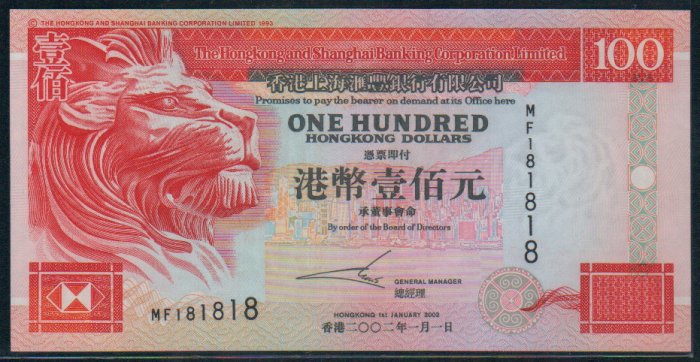 © THE HONGKONG AND SHANGHAI BANKING CORPORATION LIMITED 1993
壹佰
The Hongkong and Shanghai Banking Corporation Limited
100
香港上海滙豐銀行有限公司
Promises to pay the bearer on demand at its Office here
ONE HUNDRED
HONGKONG DOLLARS
憑票即付
港幣壹佰元
承董事會命
By order of the Board of Directors
MF181818
GENERAL MANAGER
總經理
MF181818
HONGKONG 1st JANUARY 2002
香港二〇〇二年一月一日